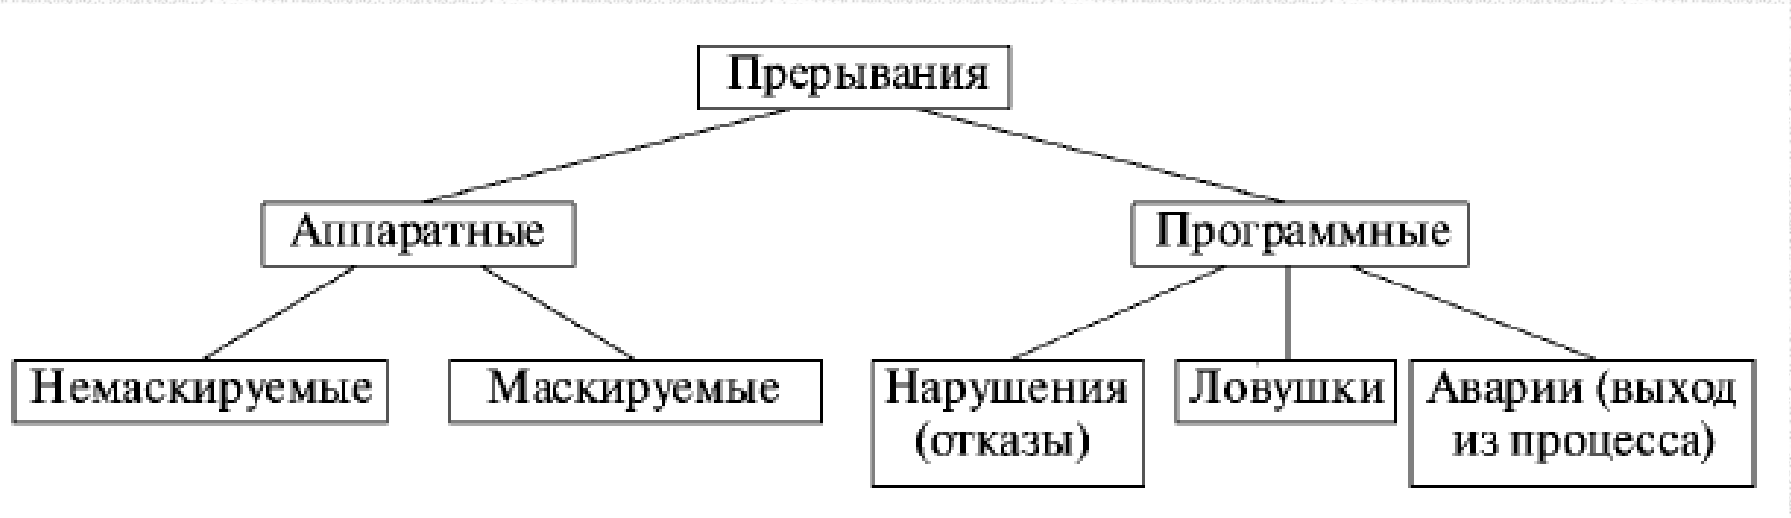 Прерывания
Аппаратные
Программные
Немаскируемые
Маскируемые
Нарушения
(отказы)
Ловушки
Аварии (выход
из процесса)